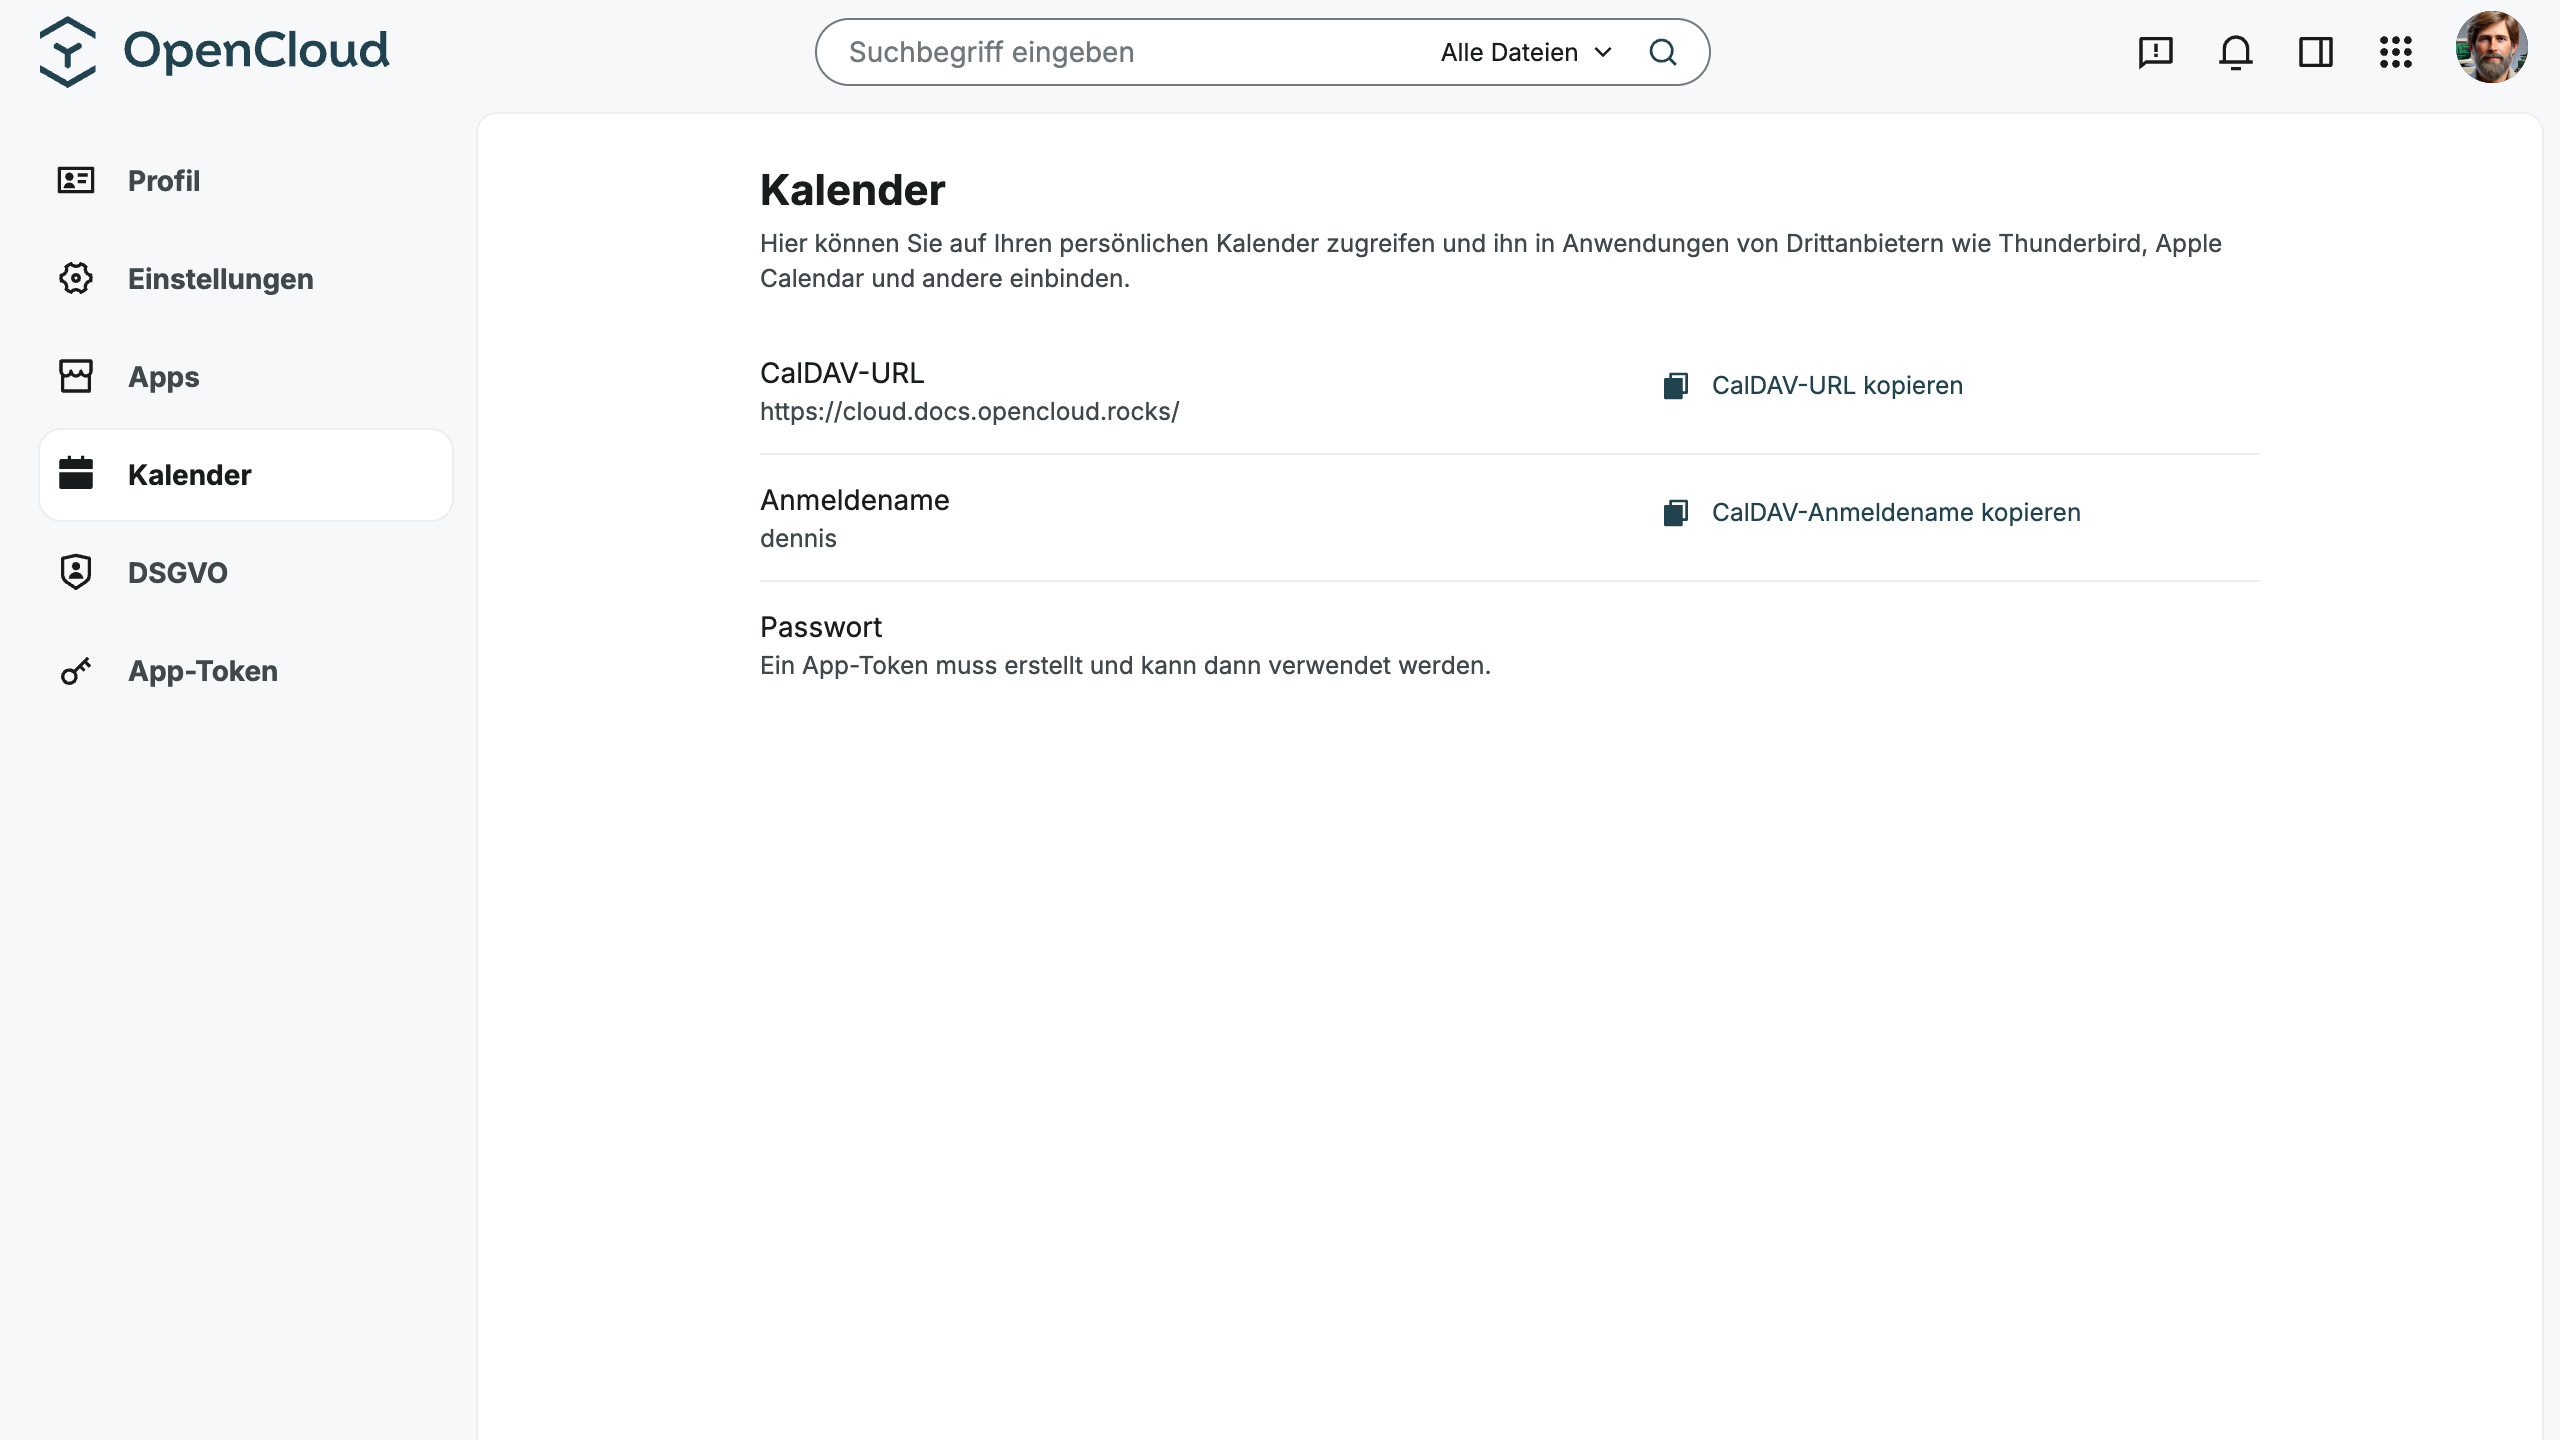 OpenCloud
Suchbegriff eingeben
Alle Dateien
Profil
Einstellungen
Apps
Kalender
DSGVO
App-Token
Kalender
Hier können Sie auf Ihren persönlichen Kalender zugreifen und ihn in Anwendungen von Drittanbietern wie Thunderbird, Apple
Calendar und andere einbinden.
CalDAV-URL
https://cloud.docs.opencloud.rocks/
CalDAV-URL kopieren
Anmeldename
dennis
CalDAV-Anmeldename kopieren
Passwort
Ein App-Token muss erstellt und kann dann verwendet werden.